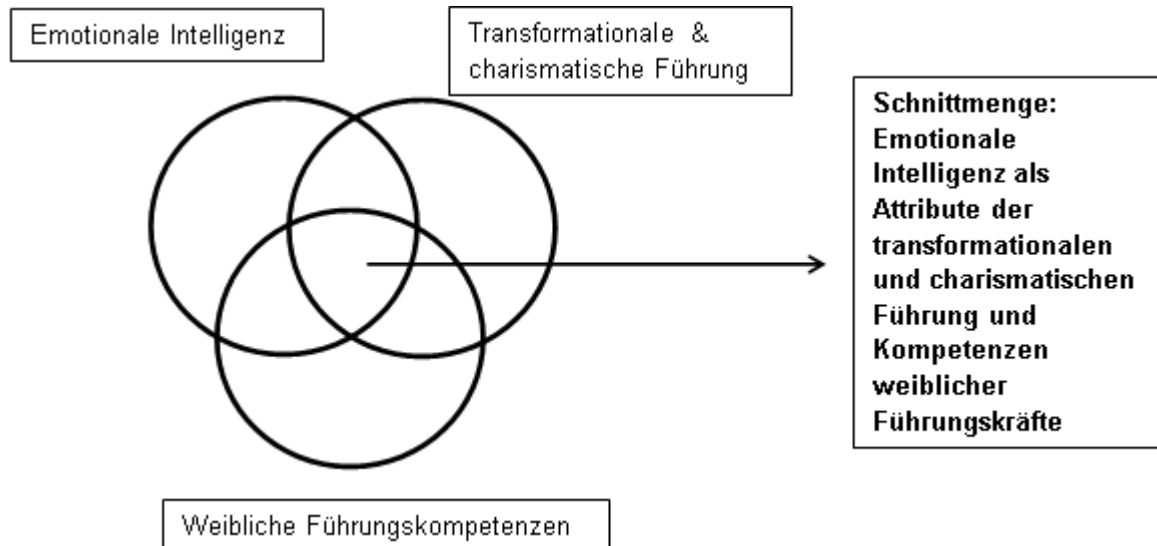 Emotionale Intelligenz
Transformationale &
charismatische Führung
Schnittmenge:
Emotionale
Intelligenz als
Attribute der
transformationalen
und charismatischen
Führung und
Kompetenzen
weiblicher
Führungskräfte
Weibliche Führungskompetenzen